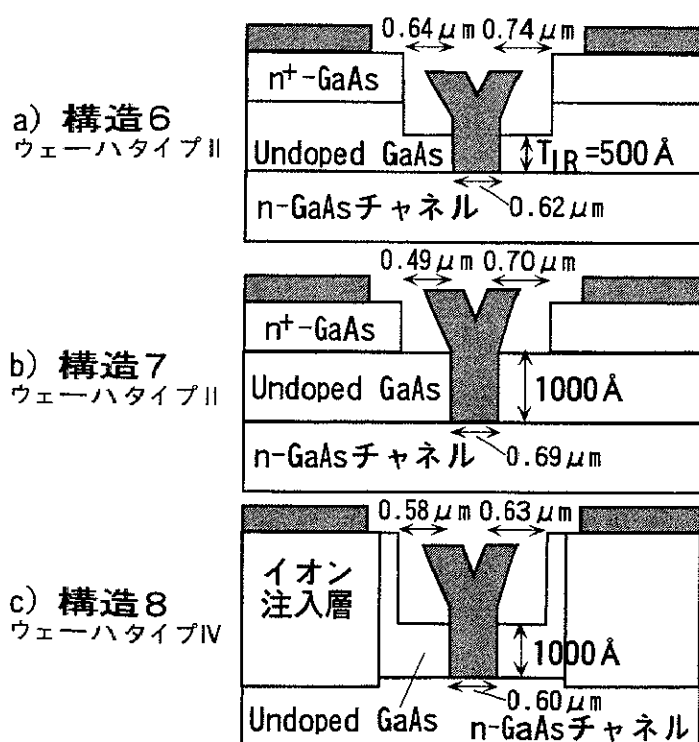 0.64μm 0.74μm
n⁺-GaAs
a) 構造6
ウェーハタイプII
Undoped GaAs
T_IR=500Å
n-GaAsチャネル
0.62μm
0.49μm 0.70μm
n⁺-GaAs
b) 構造7
ウェーハタイプII
Undoped GaAs
1000Å
n-GaAsチャネル
0.69μm
0.58μm 0.63μm
イオン
注入層
c) 構造8
ウェーハタイプIV
1000Å
0.60μm
Undoped GaAs
n-GaAsチャネル